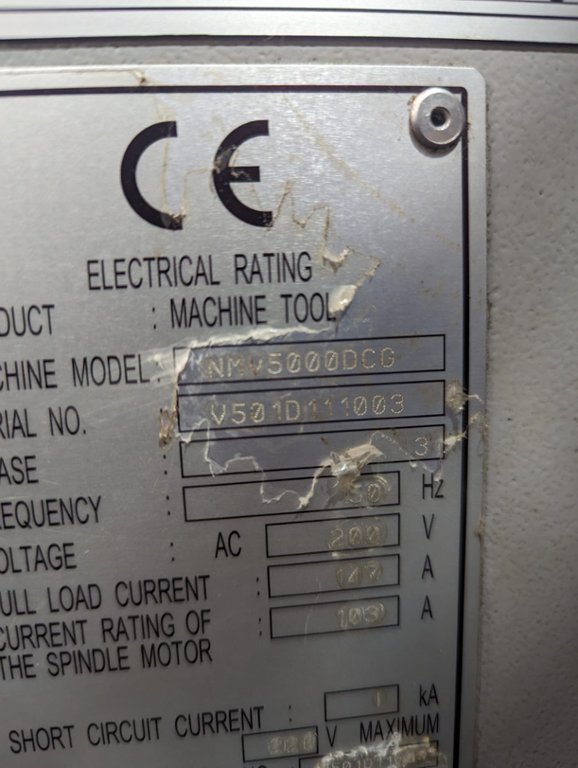 CE
ELECTRICAL RATING
DUCT : MACHINE TOOL
CHINE MODEL : NMV5000DCG
RIAL NO. : V501D111003
ASE : 3
EQUENCY : 50 Hz
OLTAGE : AC 200 V
ULL LOAD CURRENT : 147 A
CURRENT RATING OF : 103 A
THE SPINDLE MOTOR
SHORT CIRCUIT CURRENT : kA
V MAXIMUM